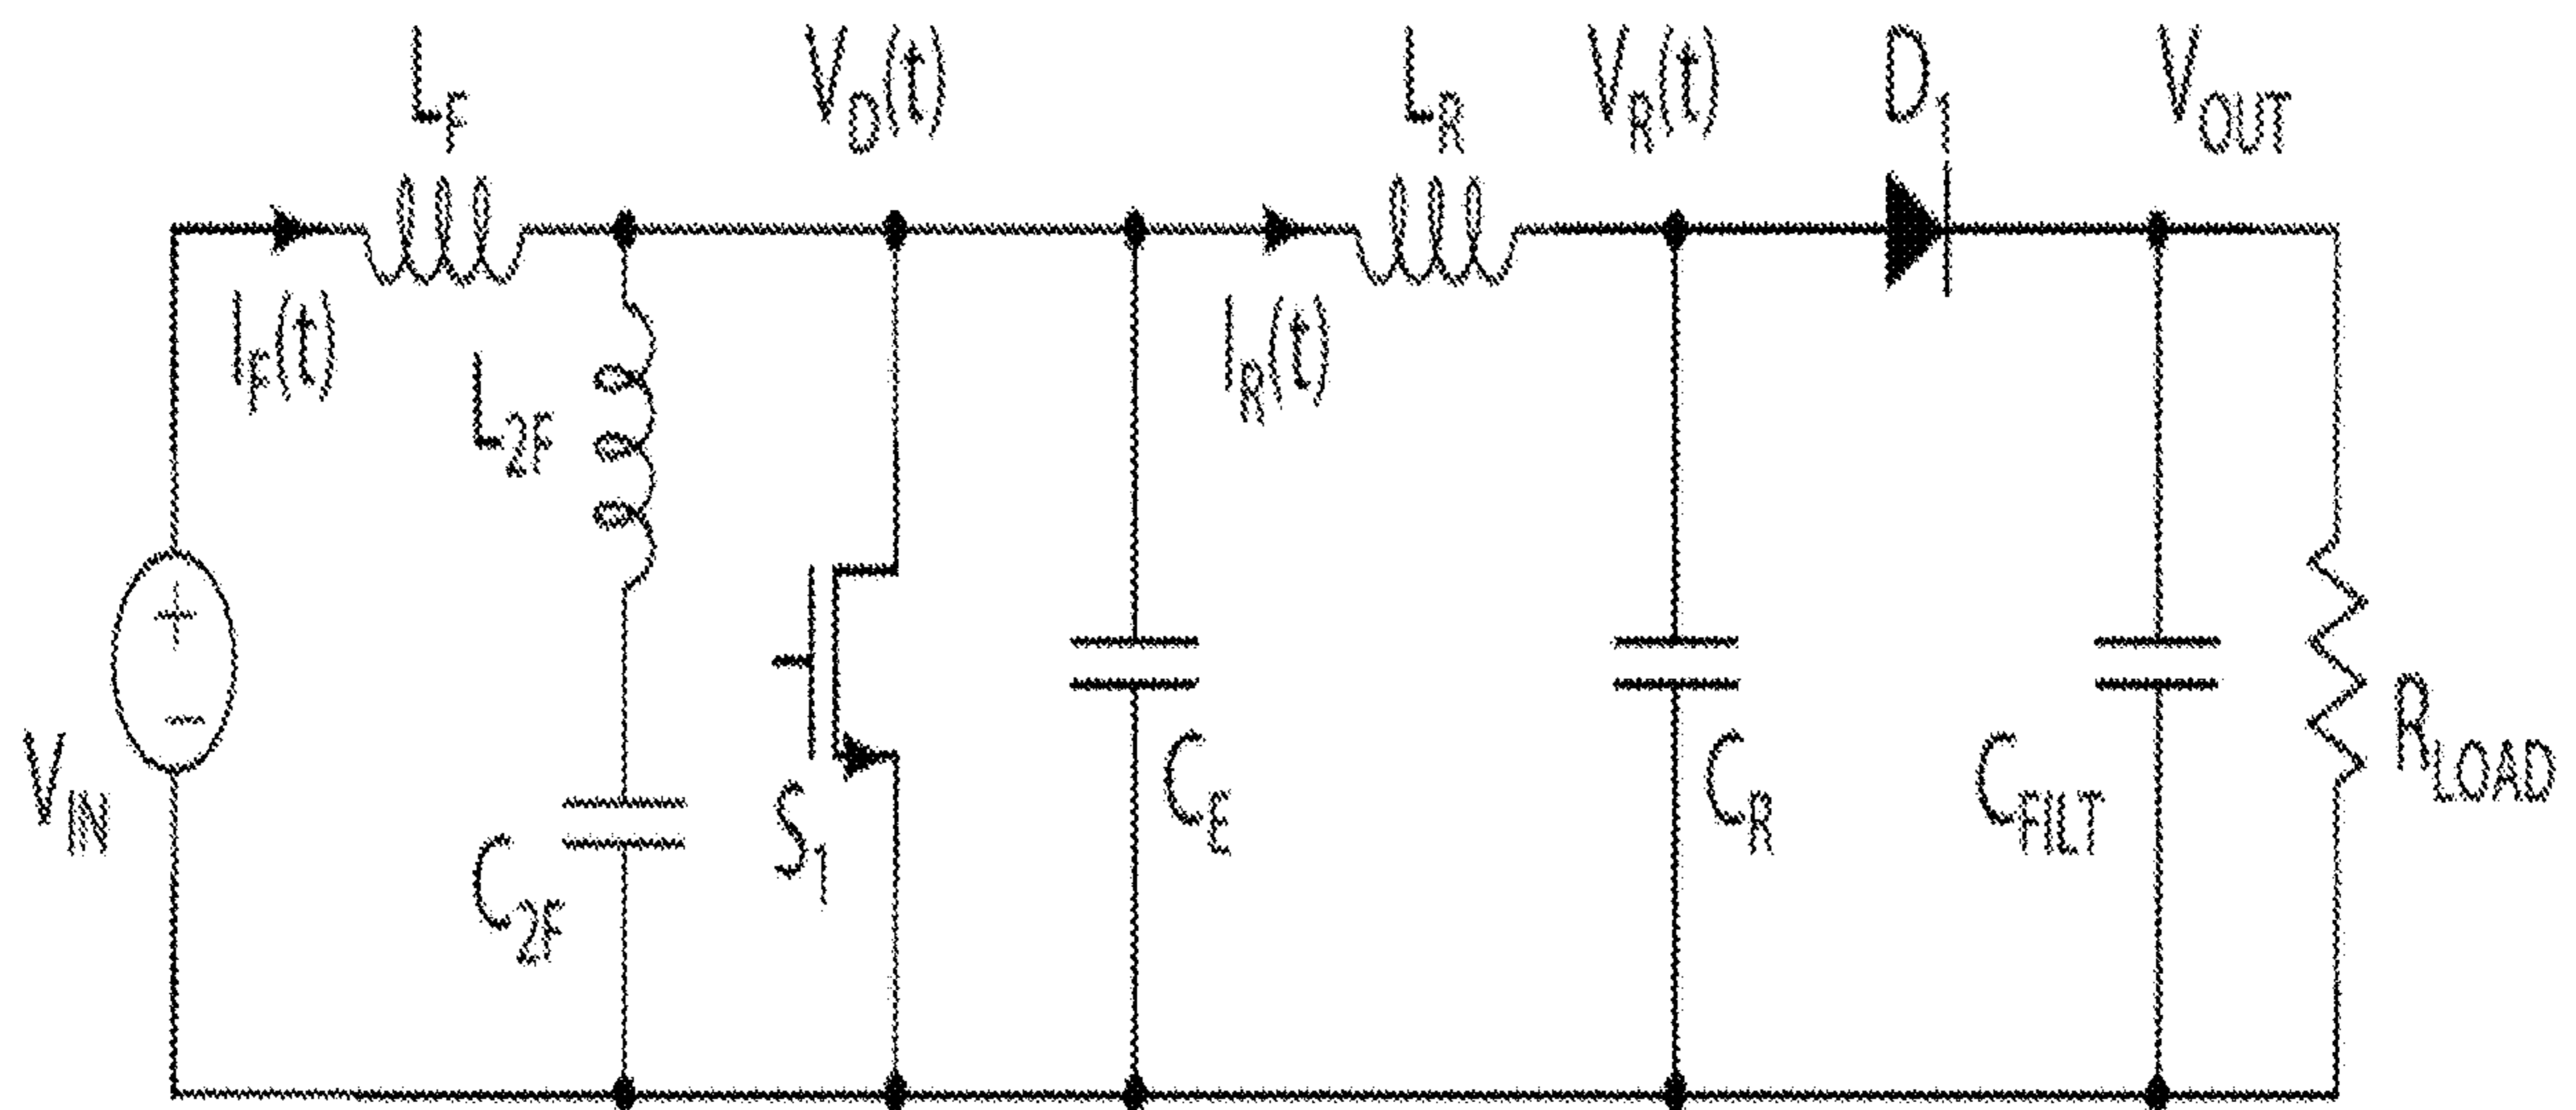 L_F
V_D(t)
L_R
V_R(t)
D_1
V_OUT
I_F(t)
L_2F
I_R(t)
+
−
V_IN
C_2F
S_1
C_E
C_R
C_FILT
R_LOAD